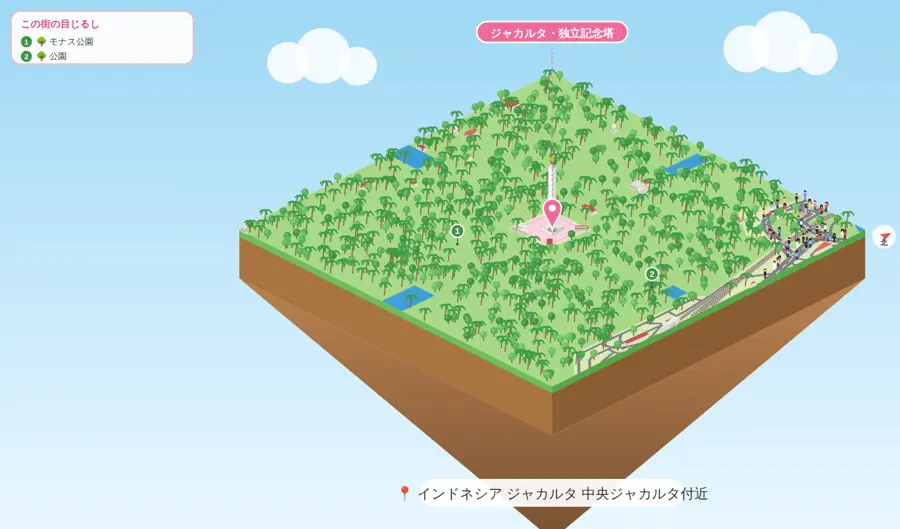 この街の目じるし
1 モナス公園
2 公園
ジャカルタ・独立記念塔
1
2
インドネシア ジャカルタ 中央ジャカルタ付近